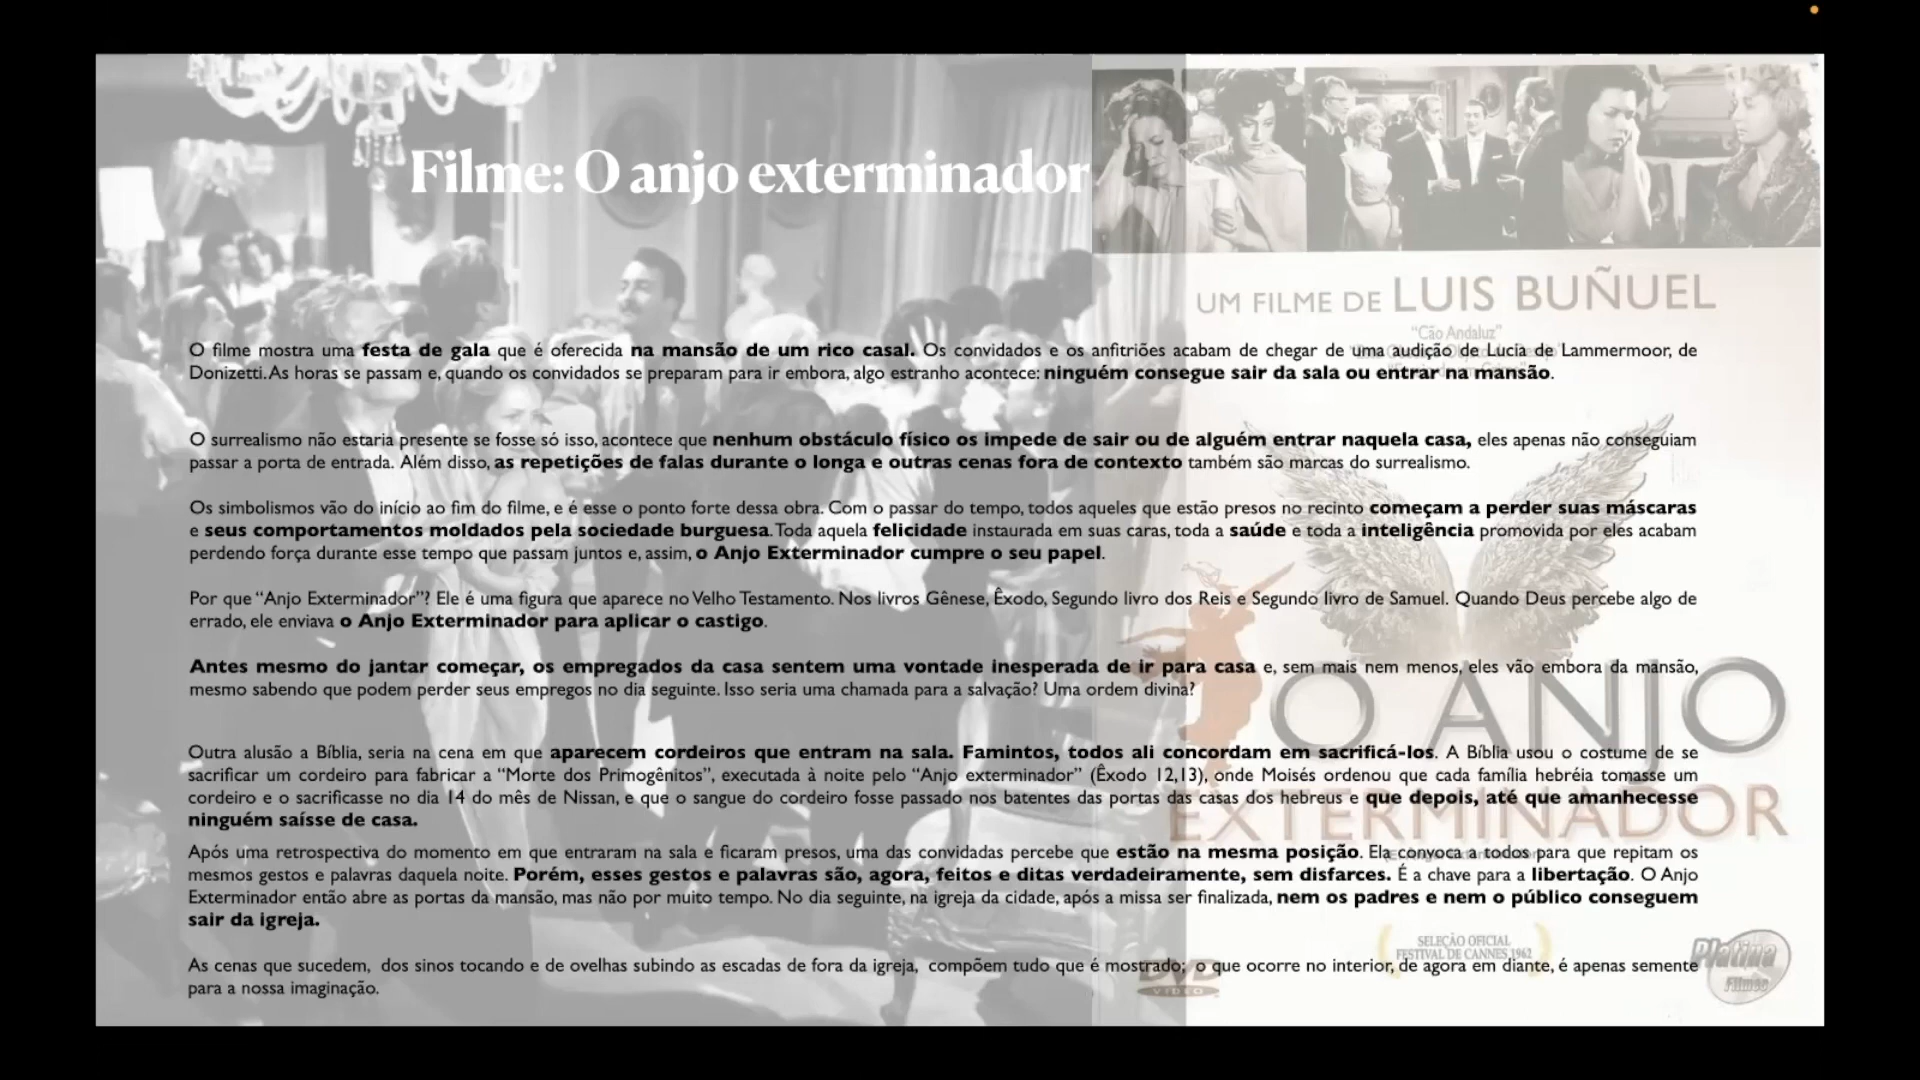 Filme: O anjo exterminador
UM FILME DE LUIS BUÑUEL
"Cão Andaluz"
O filme mostra uma festa de gala que é oferecida na mansão de um rico casal. Os convidados e os anfitriões acabam de chegar de uma audição de Lucia de Lammermoor, de
Donizetti. As horas se passam e, quando os convidados se preparam para ir embora, algo estranho acontece: ninguém consegue sair da sala ou entrar na mansão.
O surrealismo não estaria presente se fosse só isso, acontece que nenhum obstáculo físico os impede de sair ou de alguém entrar naquela casa, eles apenas não conseguiam
passar a porta de entrada. Além disso, as repetições de falas durante o longa e outras cenas fora de contexto também são marcas do surrealismo.
Os simbolismos vão do início ao fim do filme, e é esse o ponto forte dessa obra. Com o passar do tempo, todos aqueles que estão presos no recinto começam a perder suas máscaras
e seus comportamentos moldados pela sociedade burguesa. Toda aquela felicidade instaurada em suas caras, toda a saúde e toda a inteligência promovida por eles acabam
perdendo força durante esse tempo que passam juntos e, assim, o Anjo Exterminador cumpre o seu papel.
Por que “Anjo Exterminador”? Ele é uma figura que aparece no Velho Testamento. Nos livros Gênese, Êxodo, Segundo livro dos Reis e Segundo livro de Samuel. Quando Deus percebe algo de
errado, ele enviava o Anjo Exterminador para aplicar o castigo.
Antes mesmo do jantar começar, os empregados da casa sentem uma vontade inesperada de ir para casa e, sem mais nem menos, eles vão embora da mansão,
mesmo sabendo que podem perder seus empregos no dia seguinte. Isso seria uma chamada para a salvação? Uma ordem divina?
O ANJO
EXTERMINADOR
Outra alusão a Bíblia, seria na cena em que aparecem cordeiros que entram na sala. Famintos, todos ali concordam em sacrificá-los. A Bíblia usou o costume de se
sacrificar um cordeiro para fabricar a “Morte dos Primogênitos”, executada à noite pelo “Anjo exterminador” (Êxodo 12,13), onde Moisés ordenou que cada família hebréia tomasse um
cordeiro e o sacrificasse no dia 14 do mês de Nissan, e que o sangue do cordeiro fosse passado nos batentes das portas das casas dos hebreus e que depois, até que amanhecesse
ninguém saísse de casa.
Após uma retrospectiva do momento em que entraram na sala e ficaram presos, uma das convidadas percebe que estão na mesma posição. Ela convoca a todos para que repitam os
mesmos gestos e palavras daquela noite. Porém, esses gestos e palavras são, agora, feitos e ditas verdadeiramente, sem disfarces. É a chave para a libertação. O Anjo
Exterminador então abre as portas da mansão, mas não por muito tempo. No dia seguinte, na igreja da cidade, após a missa ser finalizada, nem os padres e nem o público conseguem
sair da igreja.
SELEÇÃO OFICIAL
FESTIVAL DE CANNES 1962
As cenas que sucedem, dos sinos tocando e de ovelhas subindo as escadas de fora da igreja, compõem tudo que é mostrado; o que ocorre no interior, de agora em diante, é apenas semente
para a nossa imaginação.
DVD
VIDEO
Platina
Filmes